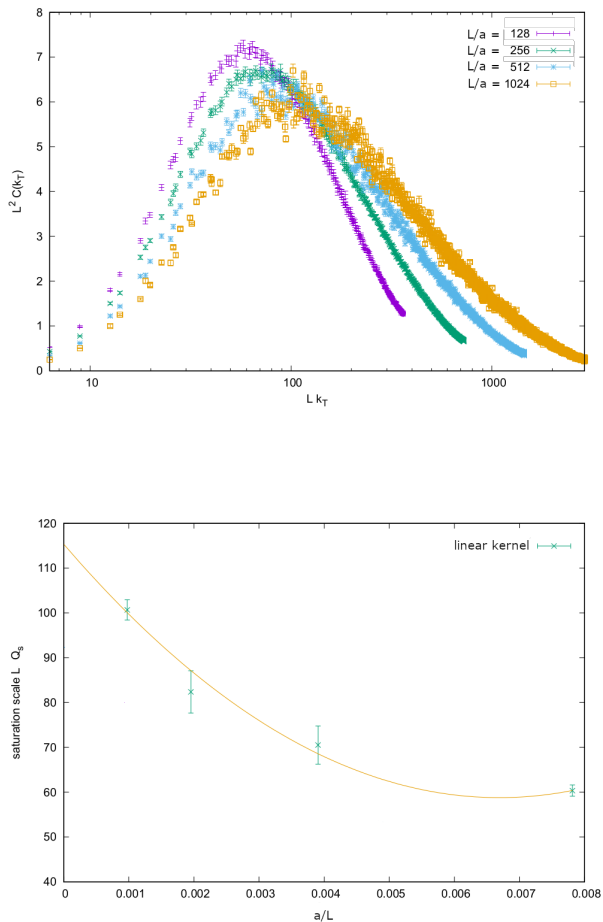 8
7
6
5
4
3
2
1
0
L² C(k_T)
L/a = 128
L/a = 256
L/a = 512
L/a = 1024
10 100 1000
L k_T
120
110
100
90
80
70
60
50
40
saturation scale L Q_s
linear kernel
0 0.001 0.002 0.003 0.004 0.005 0.006 0.007 0.008
a/L